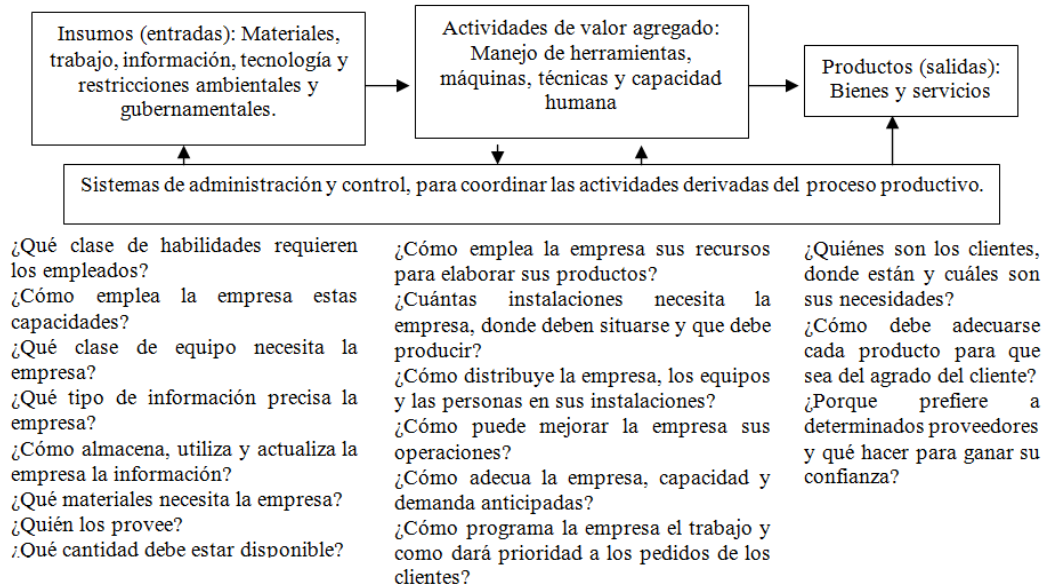 Insumos (entradas): Materiales,
trabajo, información, tecnología y
restricciones ambientales y
gubernamentales.
Actividades de valor agregado:
Manejo de herramientas,
máquinas, técnicas y capacidad
humana
Productos (salidas):
Bienes y servicios
Sistemas de administración y control, para coordinar las actividades derivadas del proceso productivo.
¿Qué clase de habilidades requieren
los empleados?
¿Cómo emplea la empresa estas
capacidades?
¿Qué clase de equipo necesita la
empresa?
¿Qué tipo de información precisa la
empresa?
¿Cómo almacena, utiliza y actualiza la
empresa la información?
¿Qué materiales necesita la empresa?
¿Quién los provee?
¿Qué cantidad debe estar disponible?
¿Cómo emplea la empresa sus recursos
para elaborar sus productos?
¿Cuántas instalaciones necesita la
empresa, donde deben situarse y que debe
producir?
¿Cómo distribuye la empresa, los equipos
y las personas en sus instalaciones?
¿Cómo puede mejorar la empresa sus
operaciones?
¿Cómo adecua la empresa, capacidad y
demanda anticipadas?
¿Cómo programa la empresa el trabajo y
como dará prioridad a los pedidos de los
clientes?
¿Quiénes son los clientes,
donde están y cuáles son
sus necesidades?
¿Cómo debe adecuarse
cada producto para que
sea del agrado del cliente?
¿Porque prefiere a
determinados proveedores
y qué hacer para ganar su
confianza?